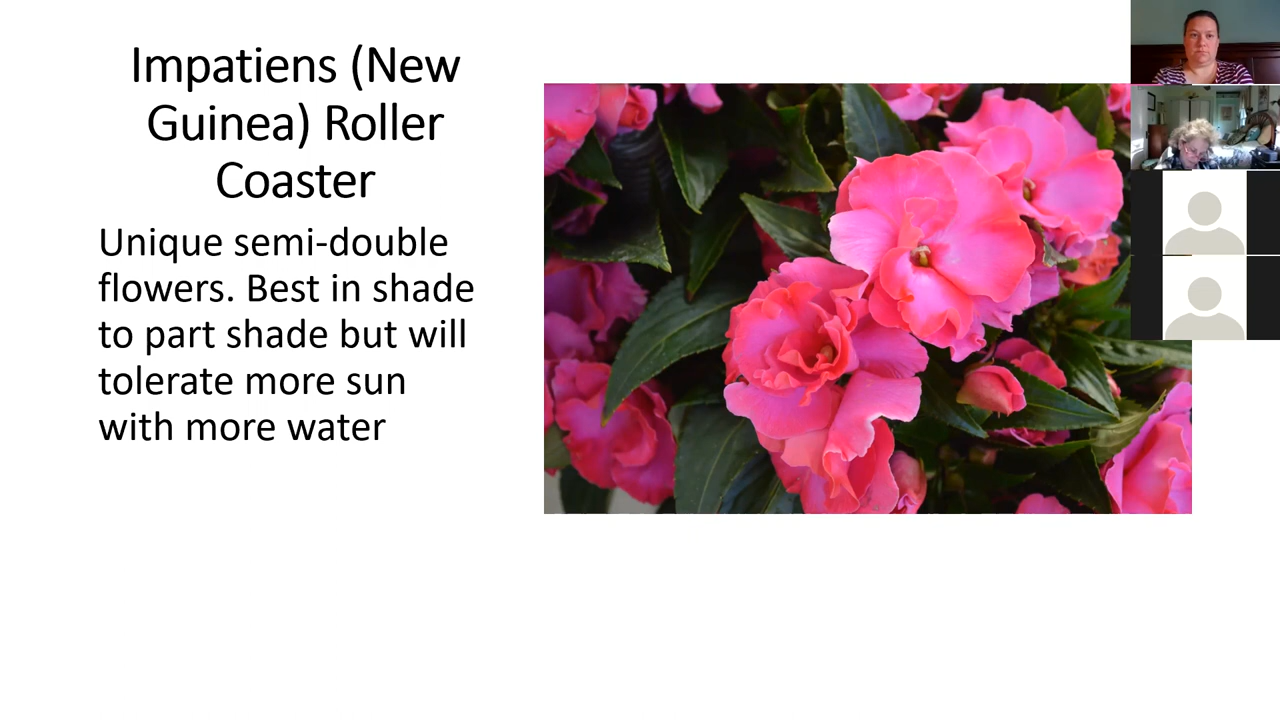 Impatiens (New
Guinea) Roller
Coaster
Unique semi-double
flowers. Best in shade
to part shade but will
tolerate more sun
with more water